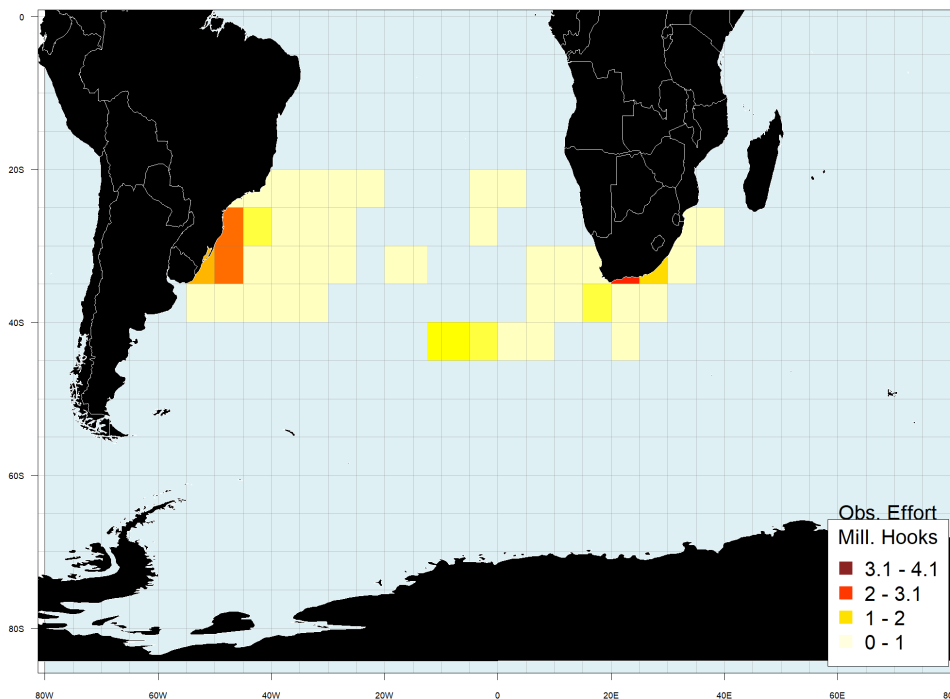 0
20S
40S
60S
80S
80W
60W
40W
20W
0
20E
40E
60E
80
Obs. Effort
Mill. Hooks
3.1 - 4.1
2 - 3.1
1 - 2
0 - 1